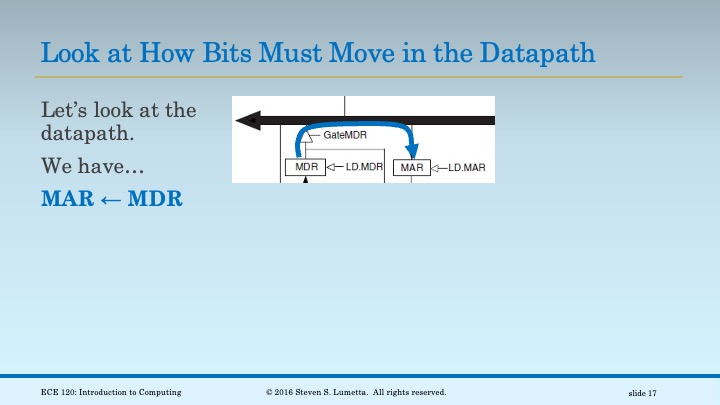 Look at How Bits Must Move in the Datapath
Let’s look at the
datapath.
We have…
MAR ← MDR
GateMDR
MDR
LD.MDR
MAR
LD.MAR
ECE 120: Introduction to Computing
© 2016 Steven S. Lumetta. All rights reserved.
slide 17